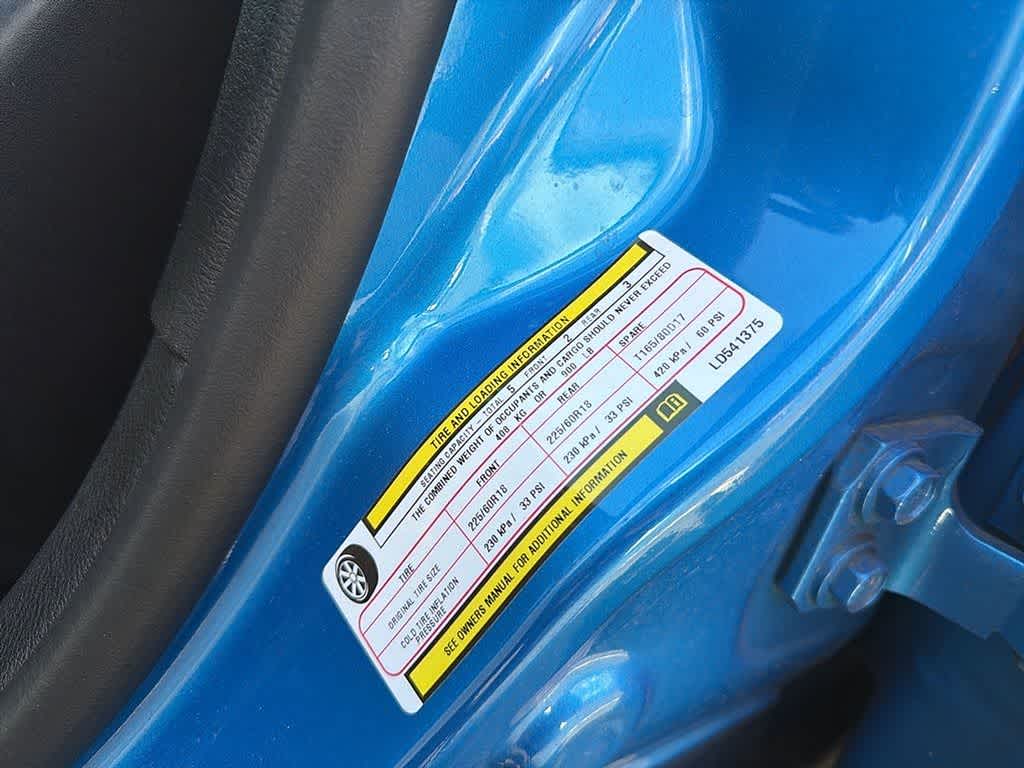 TIRE AND LOADING INFORMATION
SEATING CAPACITY - TOTAL 5 FRONT 2 REAR 3
THE COMBINED WEIGHT OF OCCUPANTS AND CARGO SHOULD NEVER EXCEED
408 KG OR 900 LB
TIRE FRONT REAR SPARE
ORIGINAL TIRE SIZE 225/60R18 225/60R18 T165/80D17
COLD TIRE INFLATION PRESSURE 230 kPa / 33 PSI 230 kPa / 33 PSI 420 kPa / 60 PSI
SEE OWNERS MANUAL FOR ADDITIONAL INFORMATION
LD541375